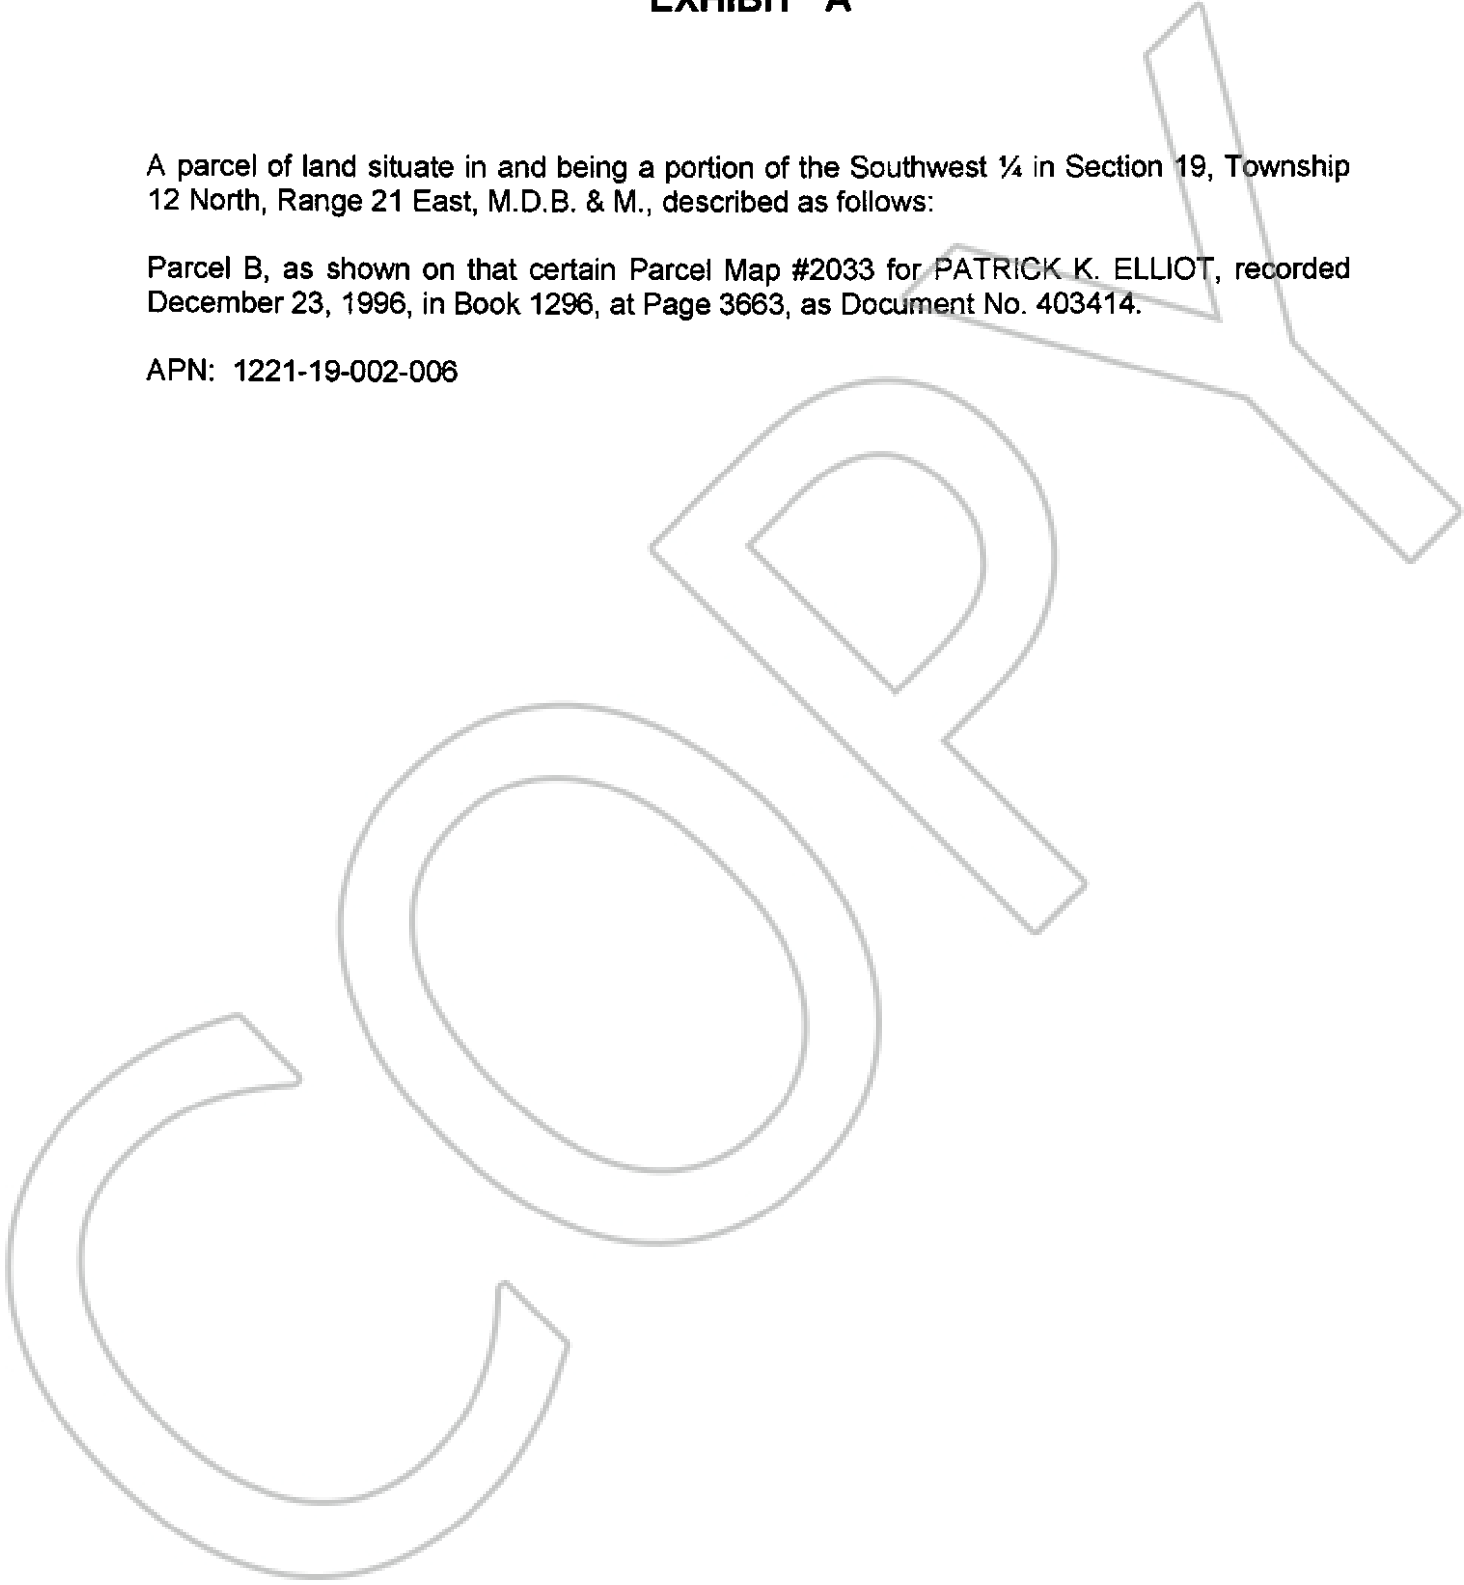 EXHIBIT "A"
A parcel of land situate in and being a portion of the Southwest ¼ in Section 19, Township
12 North, Range 21 East, M.D.B. & M., described as follows:
Parcel B, as shown on that certain Parcel Map #2033 for PATRICK K. ELLIOT, recorded
December 23, 1996, in Book 1296, at Page 3663, as Document No. 403414.
APN: 1221-19-002-006
COPY